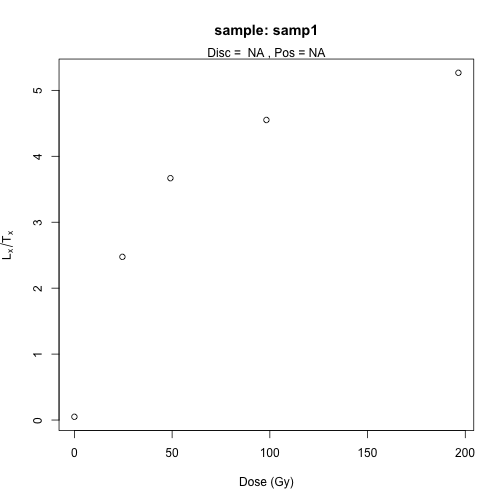 sample: samp1
Disc =  NA , Pos = NA
5
4
3
2
1
0
Lx/Tx
0 50 100 150 200
Dose (Gy)